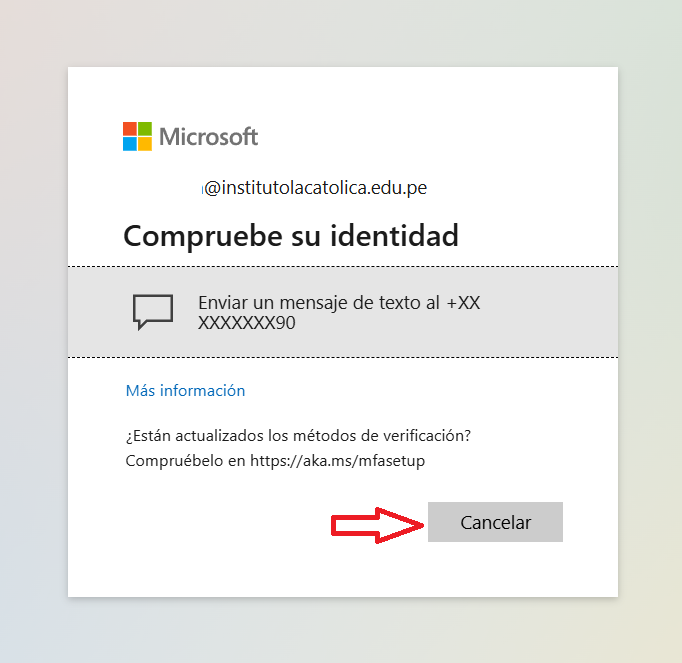 Microsoft
@institutolacatolica.edu.pe
Compruebe su identidad
Enviar un mensaje de texto al +XX
XXXXXXX90
Más información
¿Están actualizados los métodos de verificación?
Compruébelo en https://aka.ms/mfasetup
Cancelar